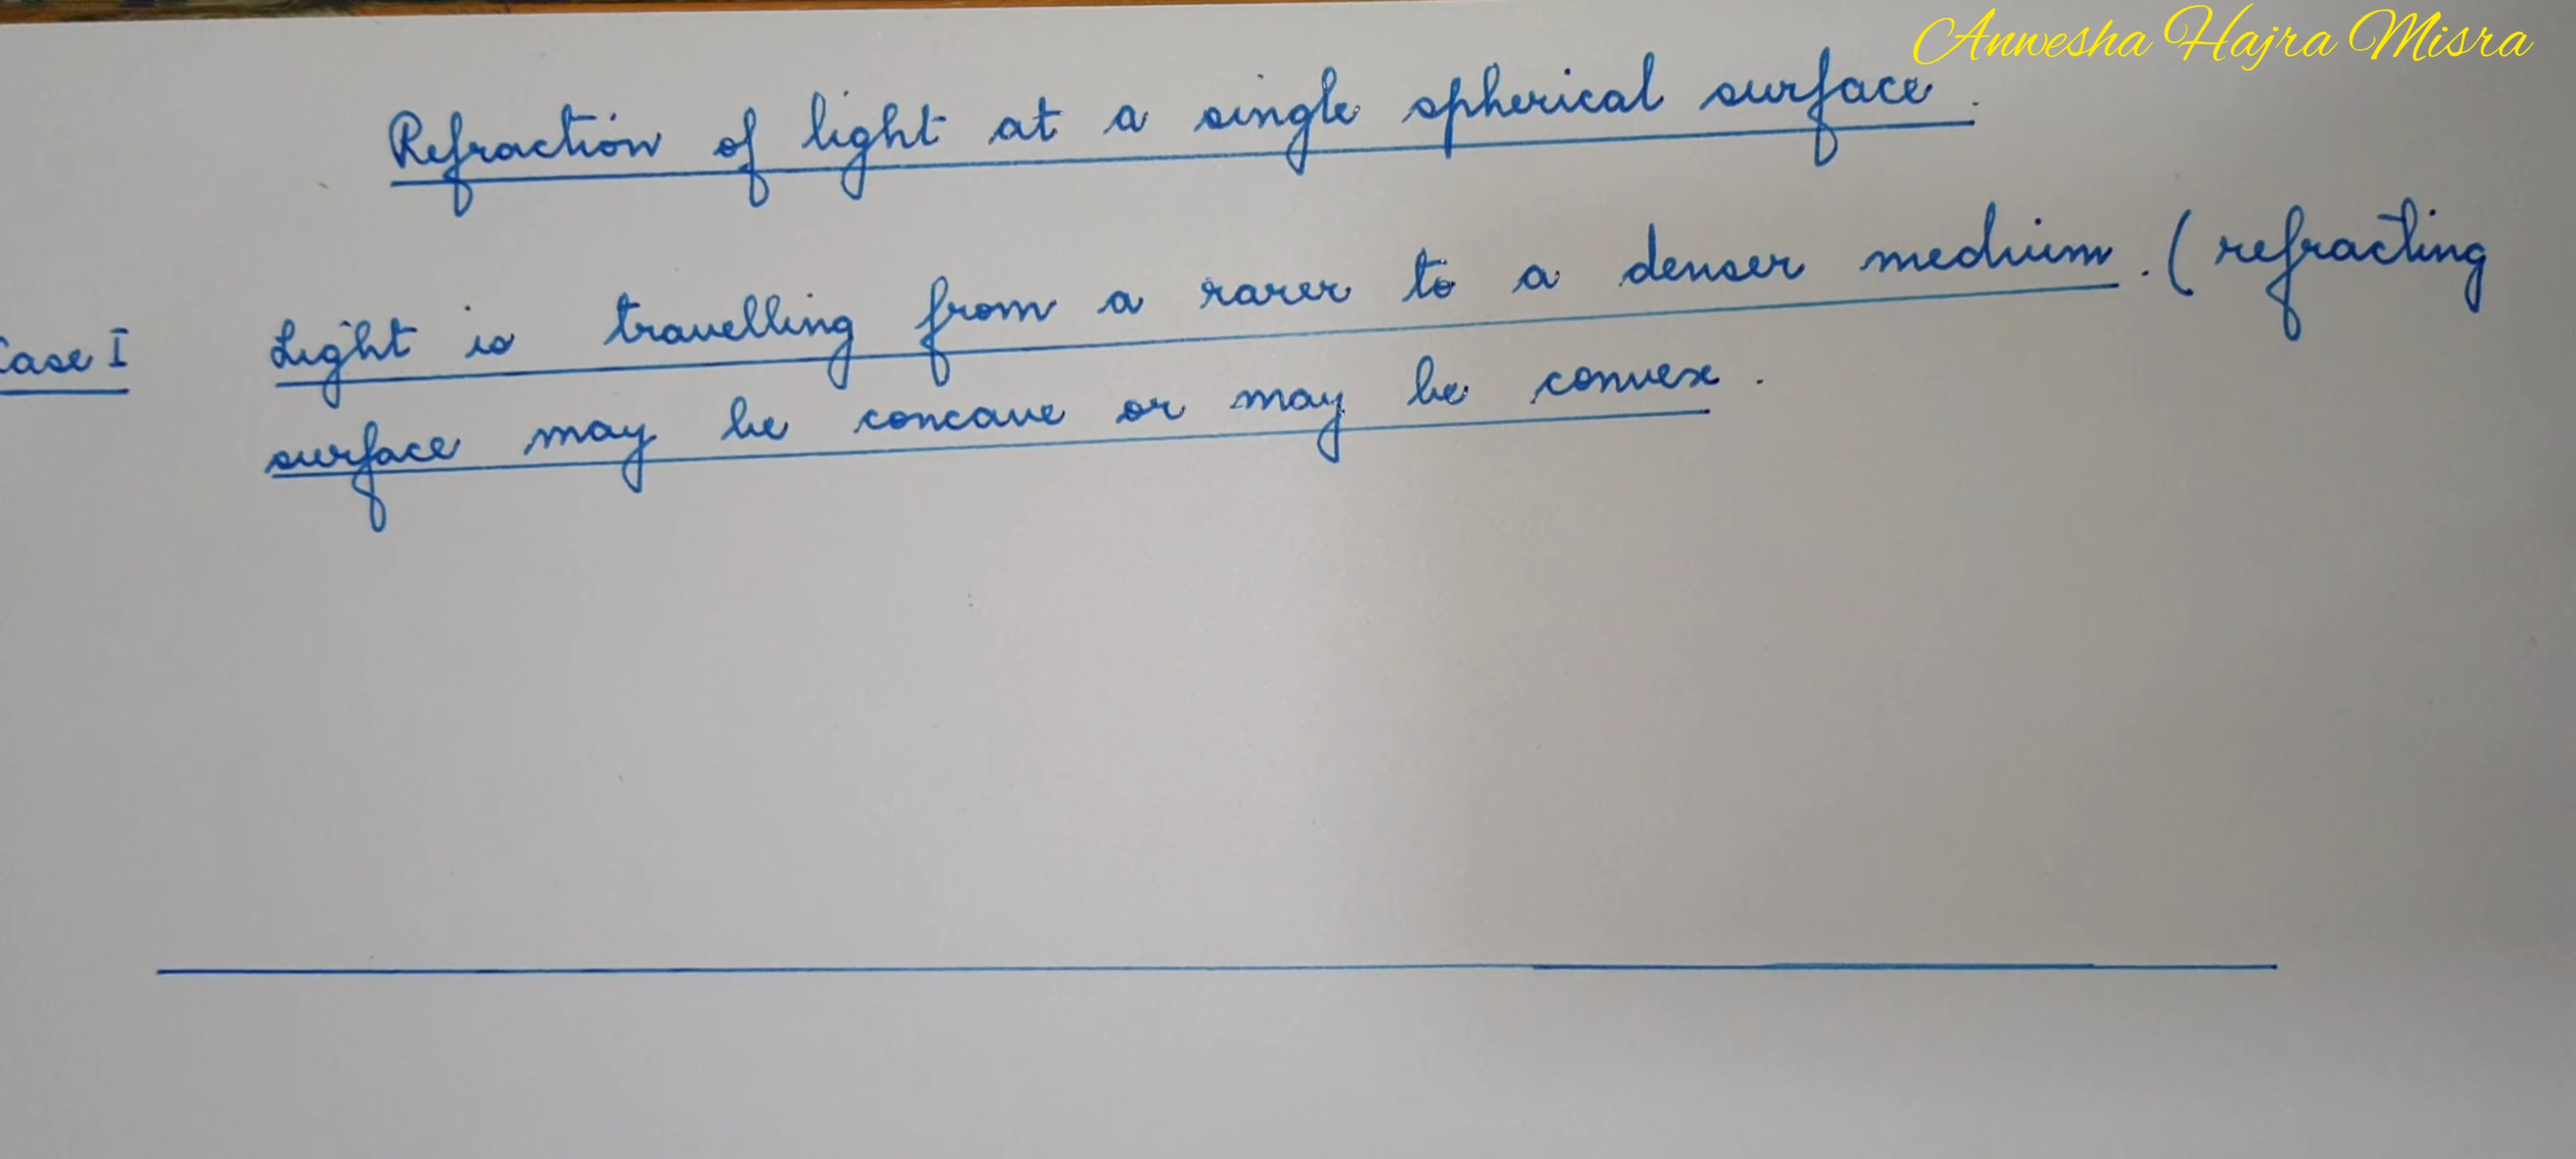 Anwesha Hajra Misra
Refraction of light at a single spherical surface.
Case I Light is travelling from a rarer to a denser medium. (refracting
surface may be concave or may be convex.